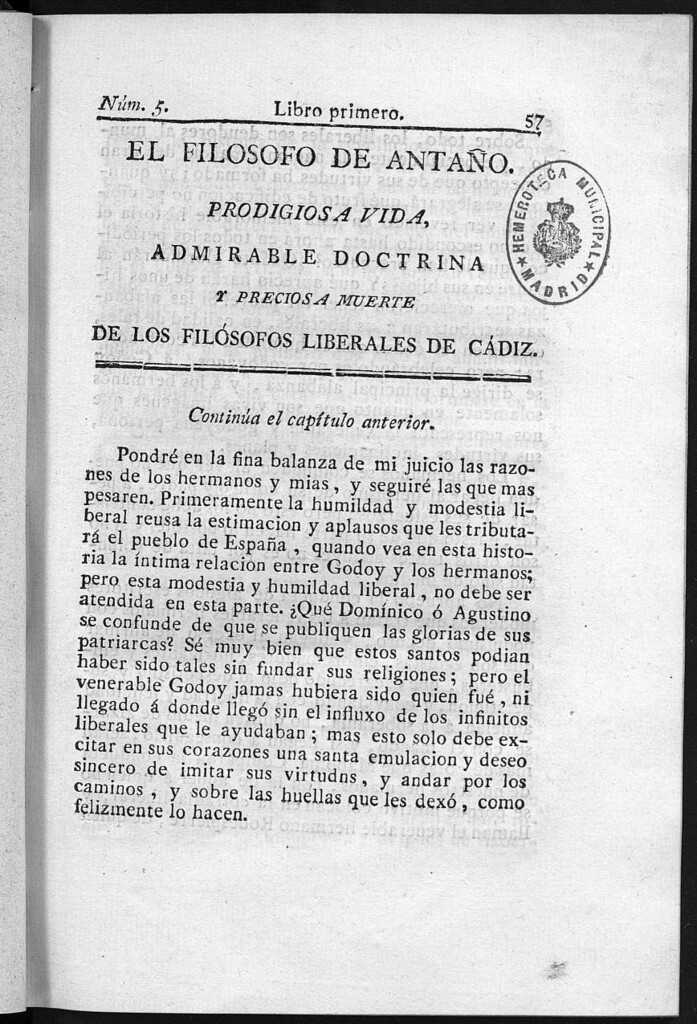 Núm. 5. Libro primero. 57
EL FILOSOFO DE ANTAÑO.
PRODIGIOSA VIDA,
ADMIRABLE DOCTRINA
Y PRECIOSA MUERTE
DE LOS FILÓSOFOS LIBERALES DE CÁDIZ.
HEMEROTECA MUNICIPAL
MADRID
Continúa el capítulo anterior.
Pondré en la fina balanza de mi juicio las razo-
nes de los hermanos y mias, y seguiré las que mas
pesaren. Primeramente la humildad y modestia li-
beral reusa la estimacion y aplausos que les tributa-
rá el pueblo de España, quando vea en esta histo-
ria la íntima relacion entre Godoy y los hermanos;
pero esta modestia y humildad liberal, no debe ser
atendida en esta parte. ¿Qué Domínico ó Agustino
se confunde de que se publiquen las glorias de sus
patriarcas? Sé muy bien que estos santos podian
haber sido tales sin fundar sus religiones; pero el
venerable Godoy jamas hubiera sido quien fué, ni
llegado á donde llegó sin el influxo de los infinitos
liberales que le ayudaban; mas esto solo debe ex-
citar en sus corazones una santa emulacion y deseo
sincero de imitar sus virtudns, y andar por los
caminos, y sobre las huellas que les dexó, como
felizmente lo hacen.